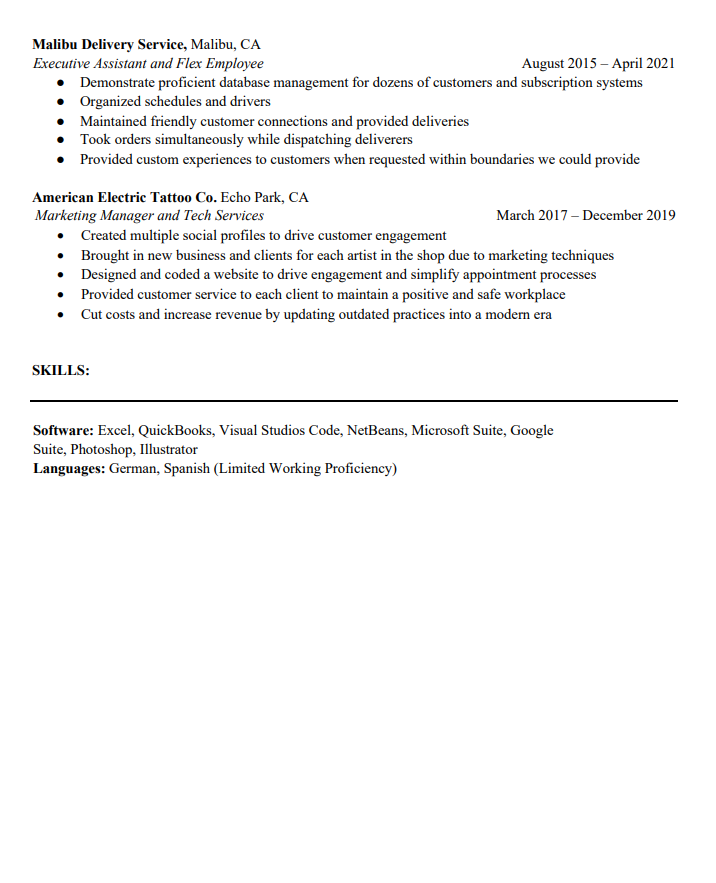 Malibu Delivery Service, Malibu, CA
Executive Assistant and Flex Employee August 2015 – April 2021
● Demonstrate proficient database management for dozens of customers and subscription systems
● Organized schedules and drivers
● Maintained friendly customer connections and provided deliveries
● Took orders simultaneously while dispatching deliverers
● Provided custom experiences to customers when requested within boundaries we could provide
American Electric Tattoo Co. Echo Park, CA
Marketing Manager and Tech Services March 2017 – December 2019
• Created multiple social profiles to drive customer engagement
• Brought in new business and clients for each artist in the shop due to marketing techniques
• Designed and coded a website to drive engagement and simplify appointment processes
• Provided customer service to each client to maintain a positive and safe workplace
• Cut costs and increase revenue by updating outdated practices into a modern era
SKILLS:
Software: Excel, QuickBooks, Visual Studios Code, NetBeans, Microsoft Suite, Google
Suite, Photoshop, Illustrator
Languages: German, Spanish (Limited Working Proficiency)